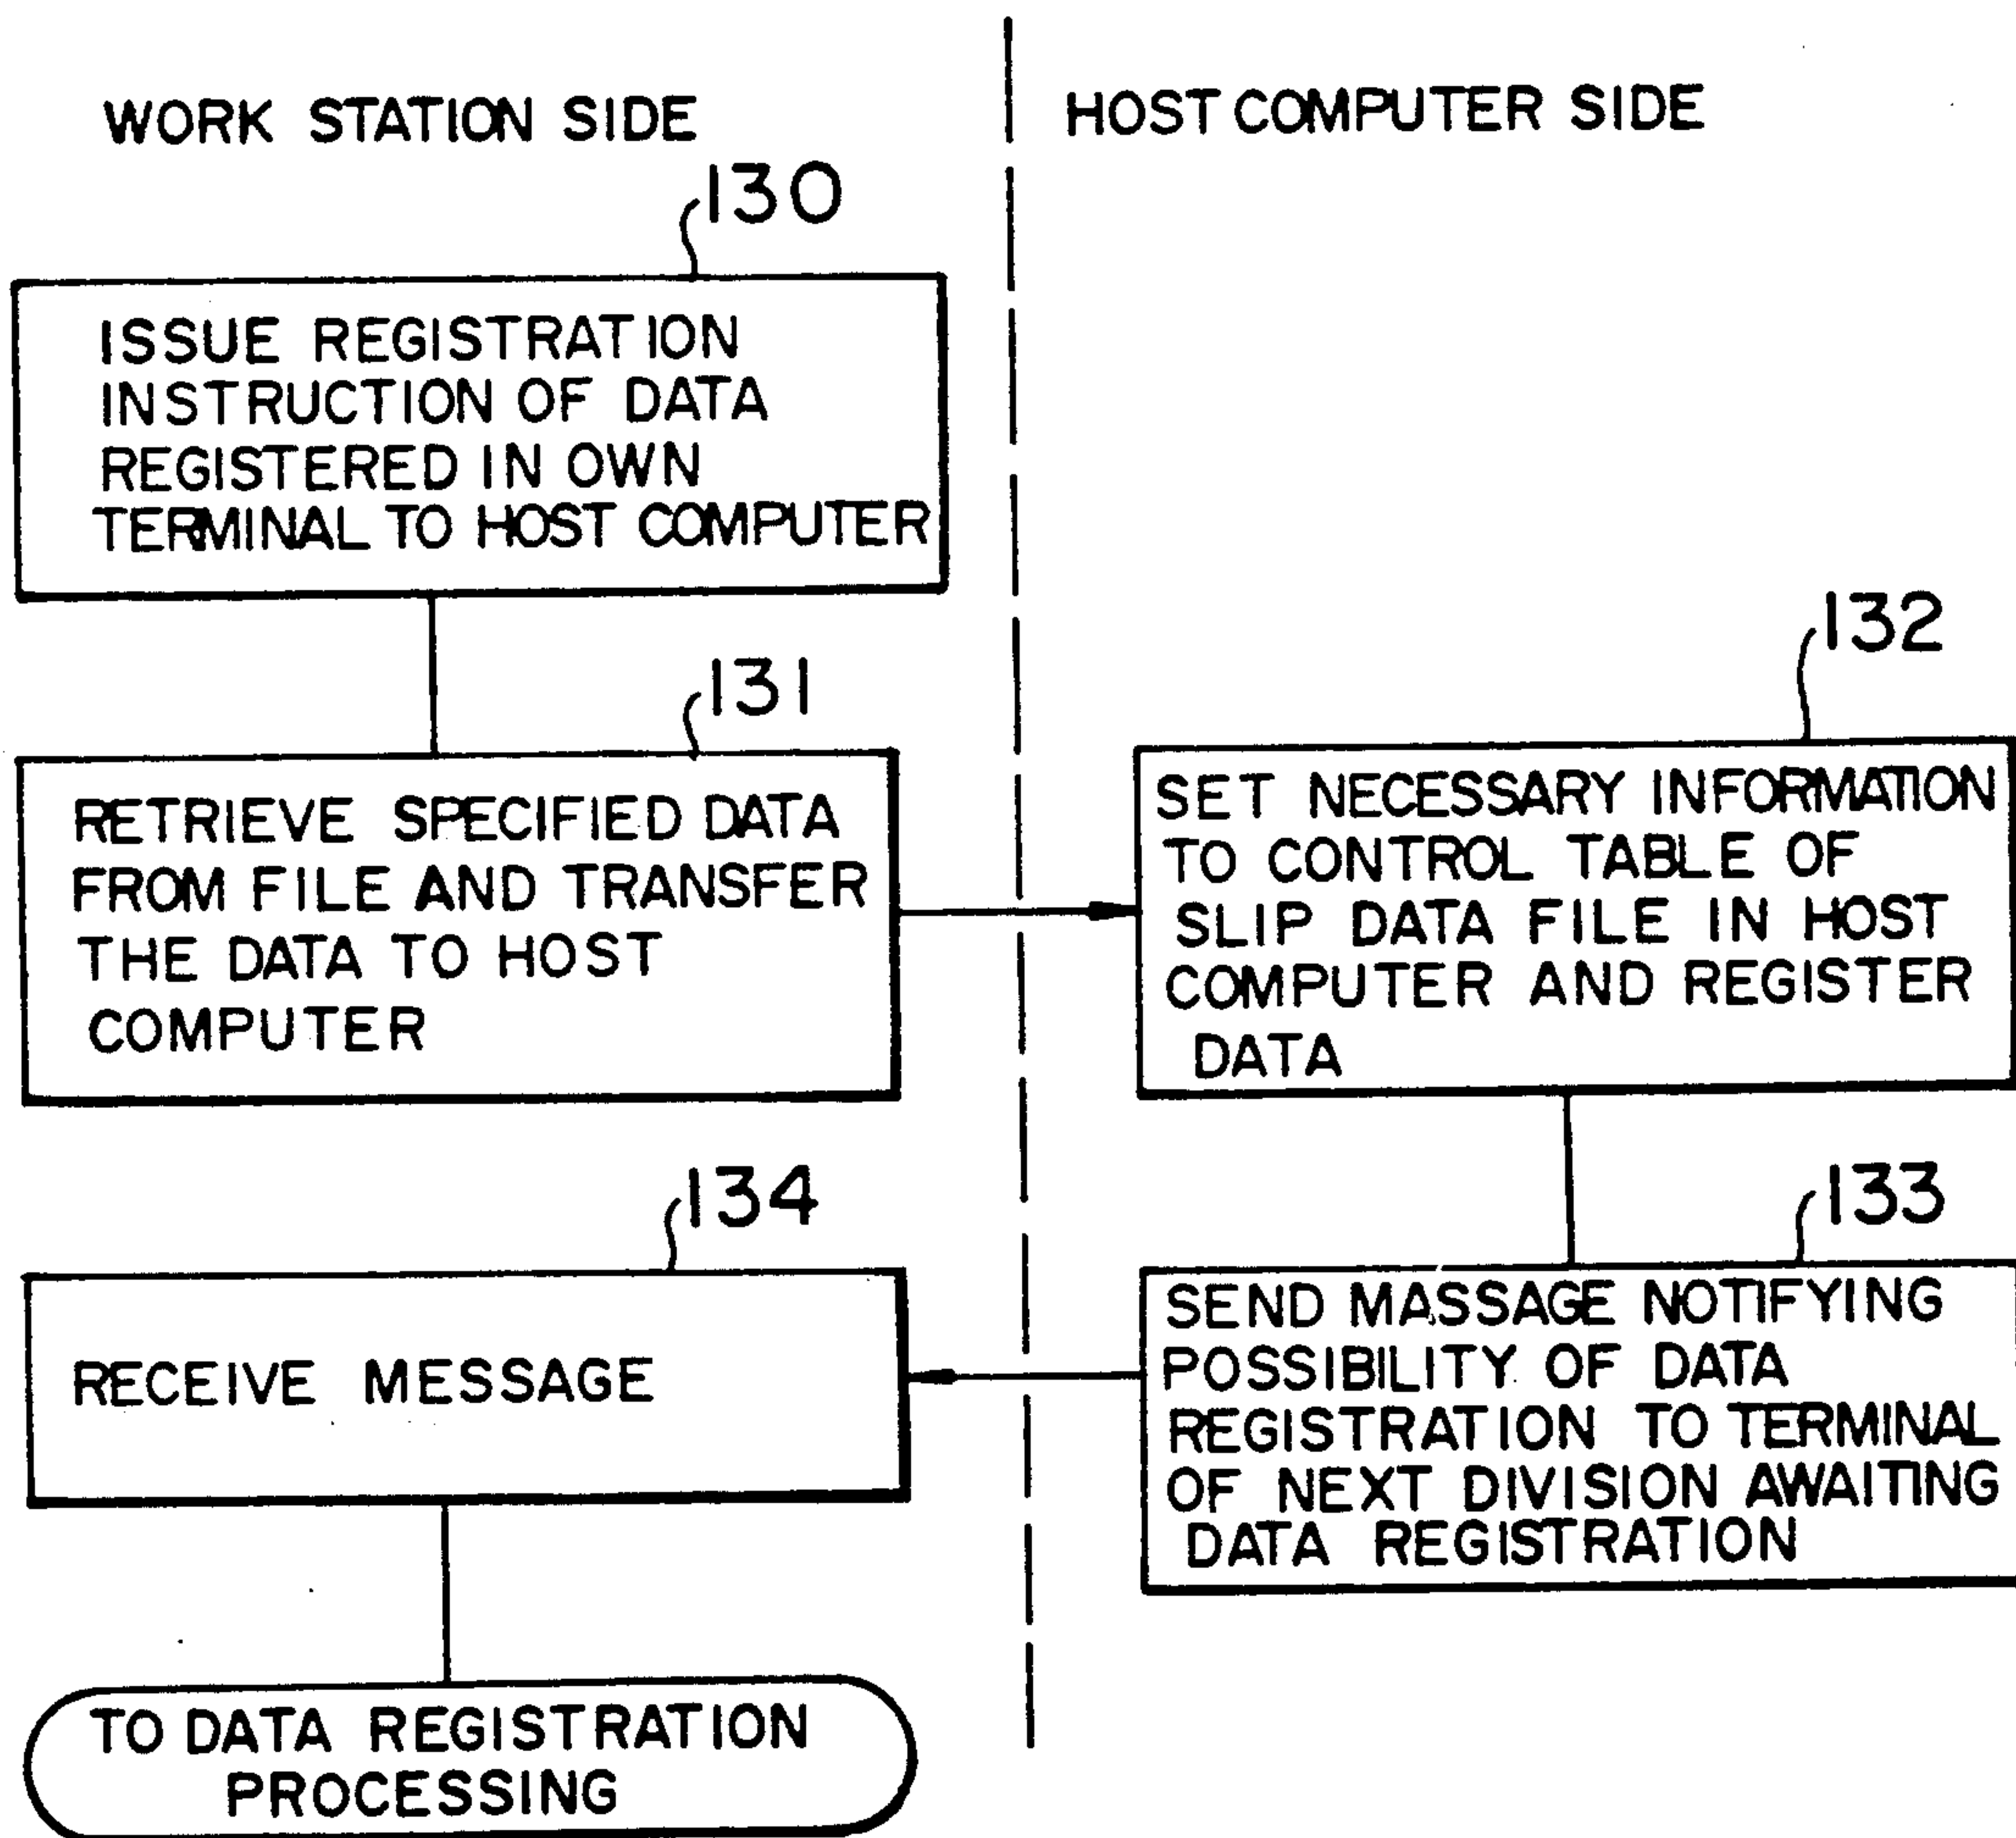 WORK STATION SIDE
HOST COMPUTER SIDE
130
ISSUE REGISTRATION
INSTRUCTION OF DATA
REGISTERED IN OWN
TERMINAL TO HOST COMPUTER
131
RETRIEVE SPECIFIED DATA
FROM FILE AND TRANSFER
THE DATA TO HOST
COMPUTER
132
SET NECESSARY INFORMATION
TO CONTROL TABLE OF
SLIP DATA FILE IN HOST
COMPUTER AND REGISTER
DATA
133
SEND MASSAGE NOTIFYING
POSSIBILITY OF DATA
REGISTRATION TO TERMINAL
OF NEXT DIVISION AWAITING
DATA REGISTRATION
134
RECEIVE MESSAGE
TO DATA REGISTRATION
PROCESSING